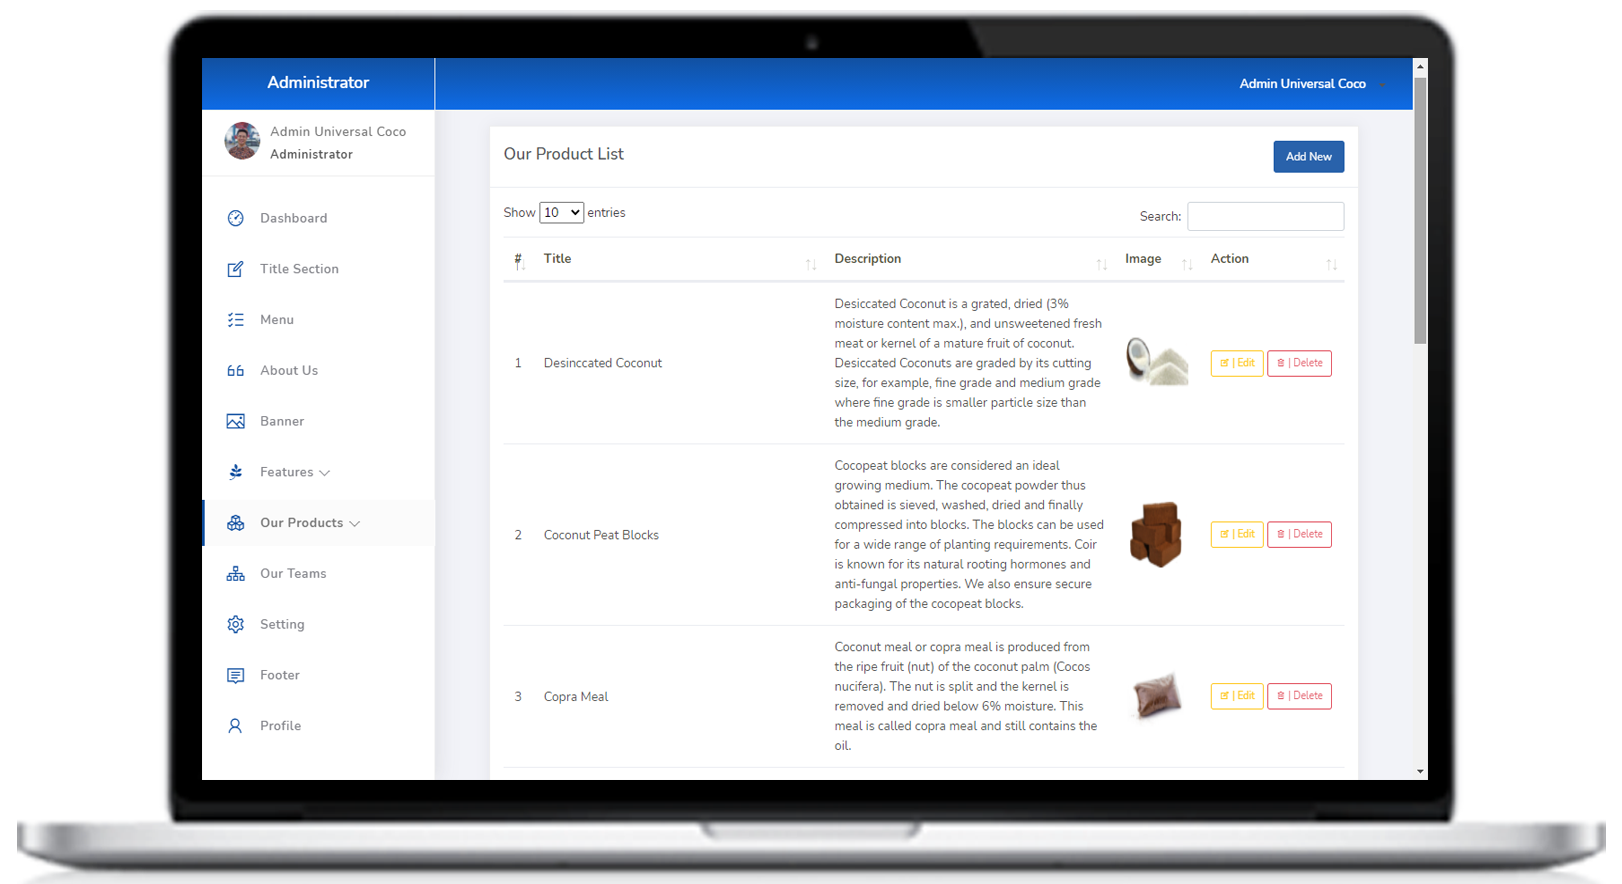 Administrator
Admin Universal Coco
Admin Universal Coco
Administrator
Dashboard
Title Section
Menu
About Us
Banner
Features
Our Products
Our Teams
Setting
Footer
Profile
Our Product List
Add New
Show 10 entries
Search:
# Title Description Image Action
1 Desinccated Coconut
Desiccated Coconut is a grated, dried (3%
moisture content max.), and unsweetened fresh
meat or kernel of a mature fruit of coconut.
Desiccated Coconuts are graded by its cutting
size, for example, fine grade and medium grade
where fine grade is smaller particle size than
the medium grade.
| Edit | Delete
2 Coconut Peat Blocks
Cocopeat blocks are considered an ideal
growing medium. The cocopeat powder thus
obtained is sieved, washed, dried and finally
compressed into blocks. The blocks can be used
for a wide range of planting requirements. Coir
is known for its natural rooting hormones and
anti-fungal properties. We also ensure secure
packaging of the cocopeat blocks.
| Edit | Delete
3 Copra Meal
Coconut meal or copra meal is produced from
the ripe fruit (nut) of the coconut palm (Cocos
nucifera). The nut is split and the kernel is
removed and dried below 6% moisture. This
meal is called copra meal and still contains the
oil.
| Edit | Delete